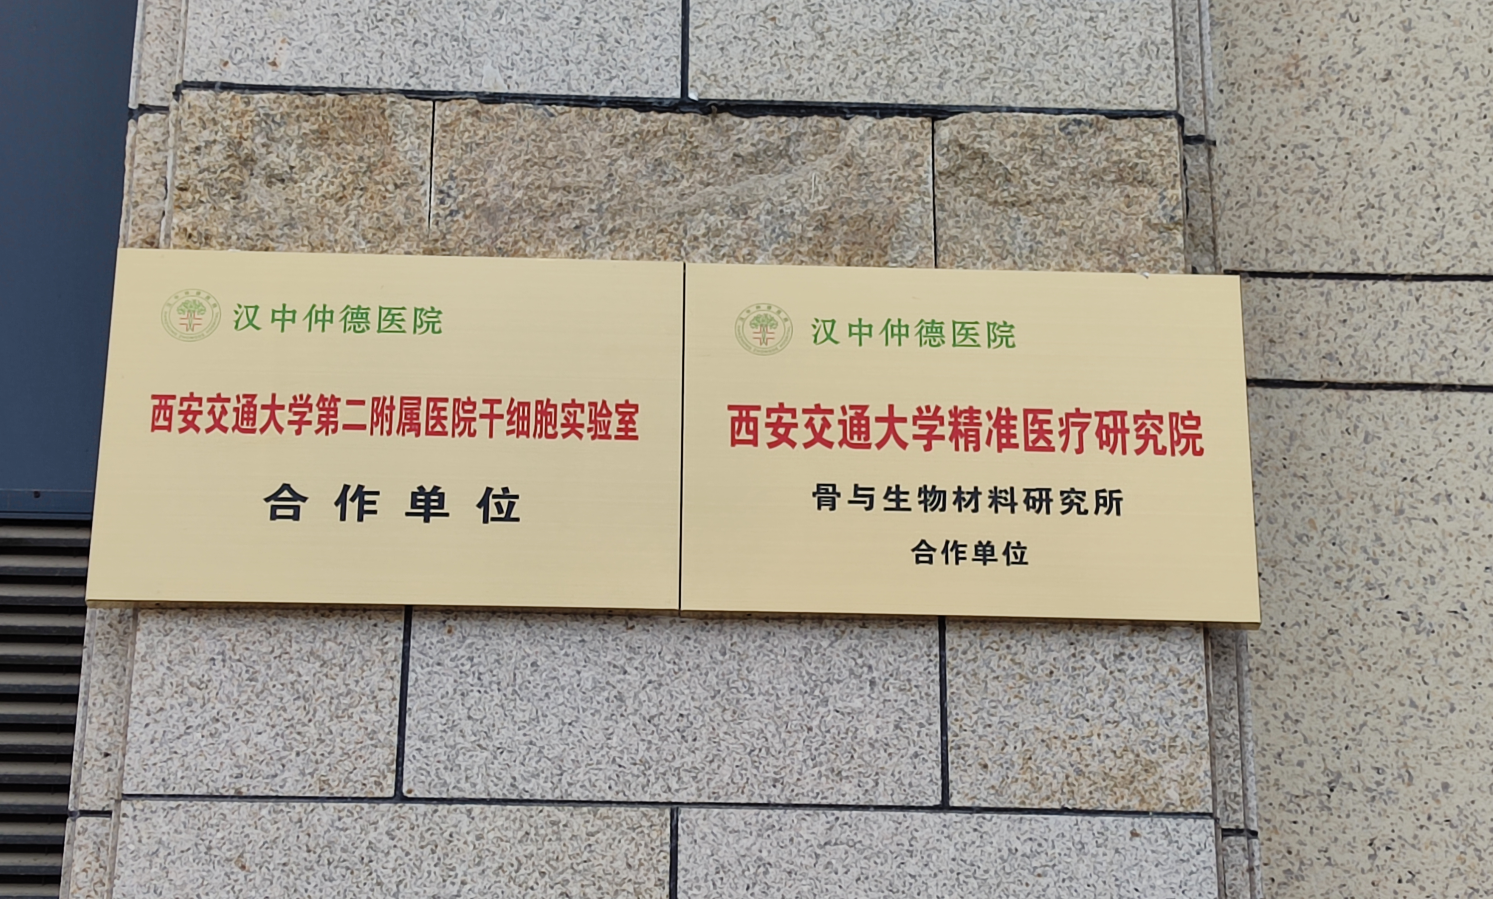 汉中仲德医院
西安交通大学第二附属医院干细胞实验室
合作单位
汉中仲德医院
西安交通大学精准医疗研究院
骨与生物材料研究所
合作单位